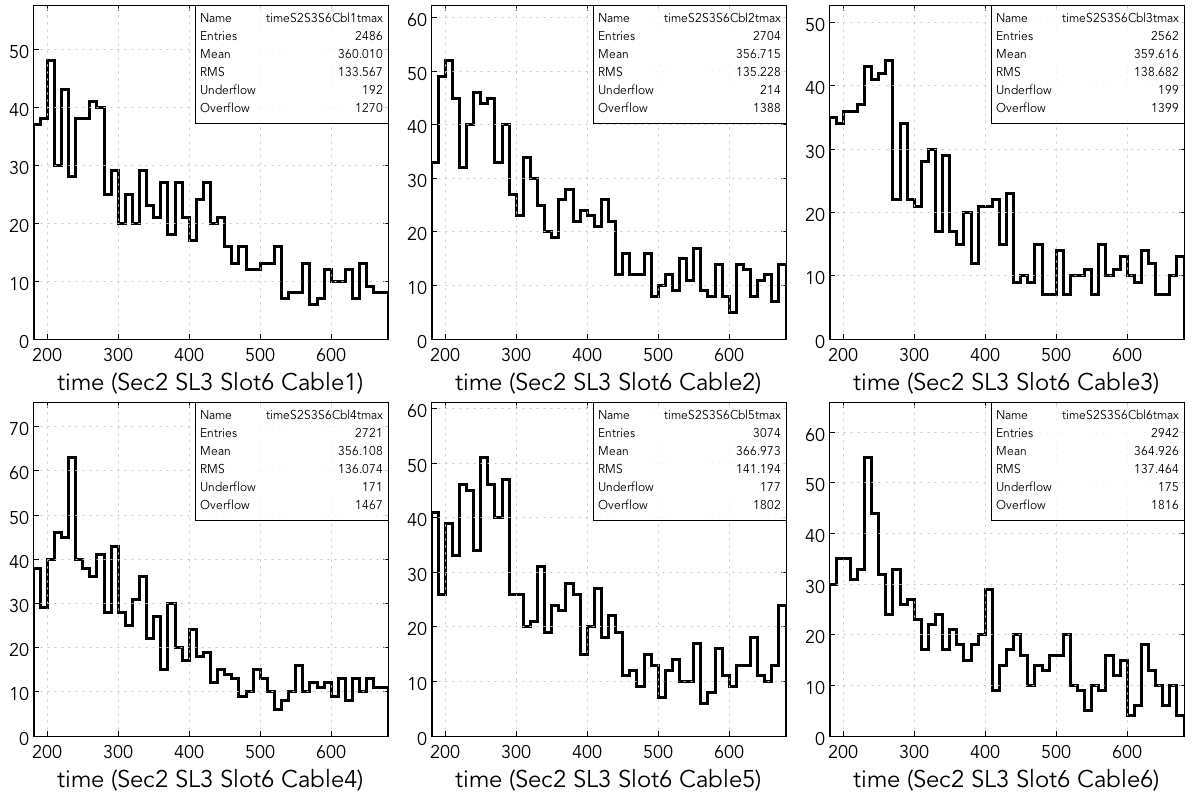 Name timeS2S3S6Cbl1tmax
Entries 2486
Mean 360.010
RMS 133.567
Underflow 192
Overflow 1270
50
40
30
20
10
0
200 300 400 500 600
time (Sec2 SL3 Slot6 Cable1)
Name timeS2S3S6Cbl2tmax
Entries 2704
Mean 356.715
RMS 135.228
Underflow 214
Overflow 1388
60
50
40
30
20
10
0
200 300 400 500 600
time (Sec2 SL3 Slot6 Cable2)
Name timeS2S3S6Cbl3tmax
Entries 2562
Mean 359.616
RMS 138.682
Underflow 199
Overflow 1399
50
40
30
20
10
0
200 300 400 500 600
time (Sec2 SL3 Slot6 Cable3)
Name timeS2S3S6Cbl4tmax
Entries 2721
Mean 356.108
RMS 136.074
Underflow 171
Overflow 1467
70
60
50
40
30
20
10
0
200 300 400 500 600
time (Sec2 SL3 Slot6 Cable4)
Name timeS2S3S6Cbl5tmax
Entries 3074
Mean 366.973
RMS 141.194
Underflow 177
Overflow 1802
60
50
40
30
20
10
0
200 300 400 500 600
time (Sec2 SL3 Slot6 Cable5)
Name timeS2S3S6Cbl6tmax
Entries 2942
Mean 364.926
RMS 137.464
Underflow 175
Overflow 1816
60
50
40
30
20
10
0
200 300 400 500 600
time (Sec2 SL3 Slot6 Cable6)